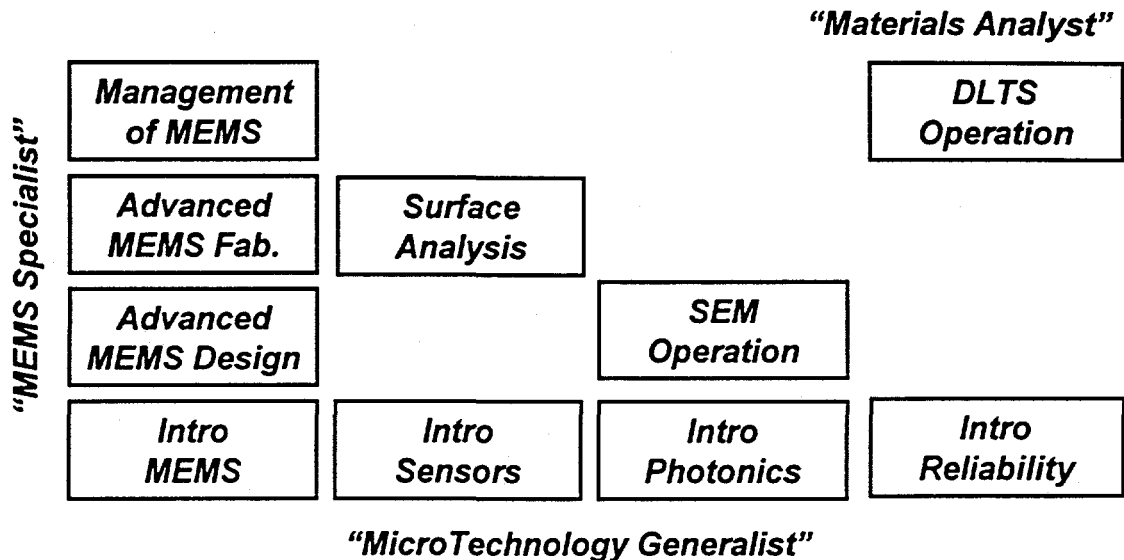 “Materials Analyst”
Management
of MEMS
DLTS
Operation
“MEMS Specialist”
Advanced
MEMS Fab.
Surface
Analysis
Advanced
MEMS Design
SEM
Operation
Intro
MEMS
Intro
Sensors
Intro
Photonics
Intro
Reliability
“MicroTechnology Generalist”